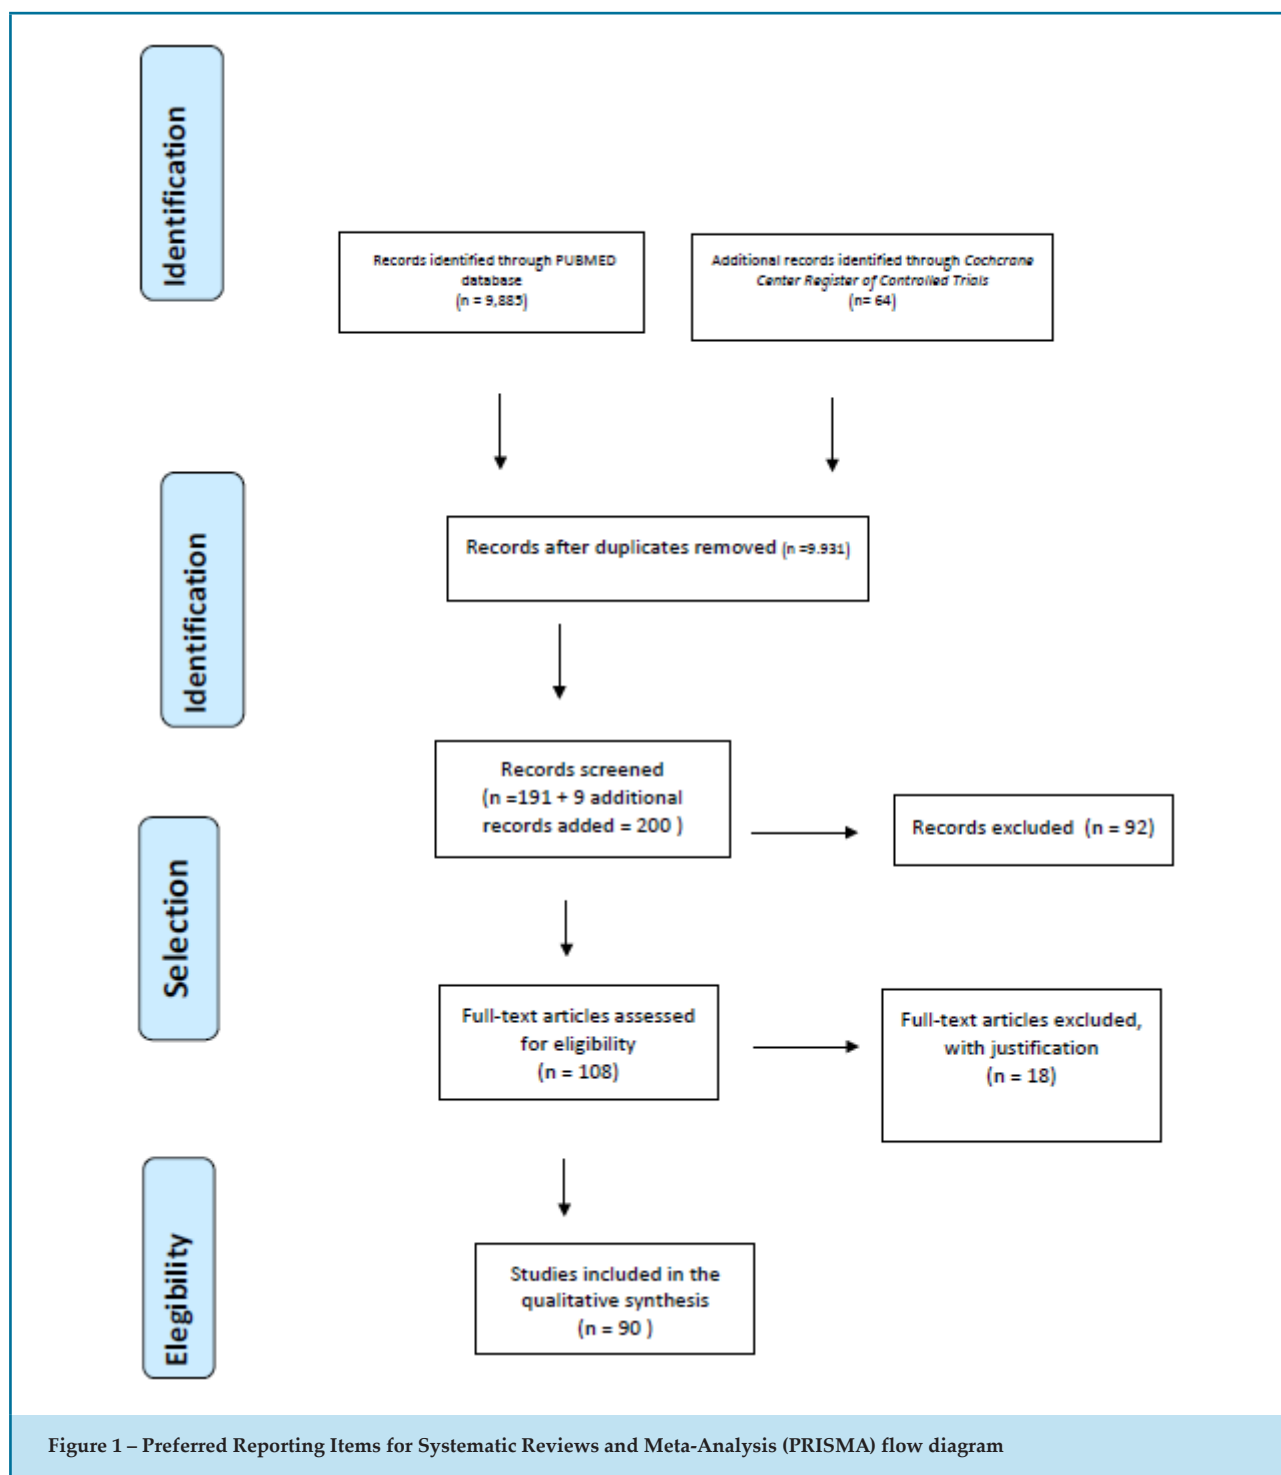 Identification
Records identified through PUBMED
database
(n = 9,885)
Additional records identified through Cochcrane
Center Register of Controlled Trials
(n= 64)
Identification
Records after duplicates removed (n =9.931)
Records screened
(n =191 + 9 additional
records added = 200 )
Records excluded (n = 92)
Selection
Full-text articles assessed
for eligibility
(n = 108)
Full-text articles excluded,
with justification
(n = 18)
Elegibility
Studies included in the
qualitative synthesis
(n = 90 )
Figure 1 – Preferred Reporting Items for Systematic Reviews and Meta-Analysis (PRISMA) flow diagram